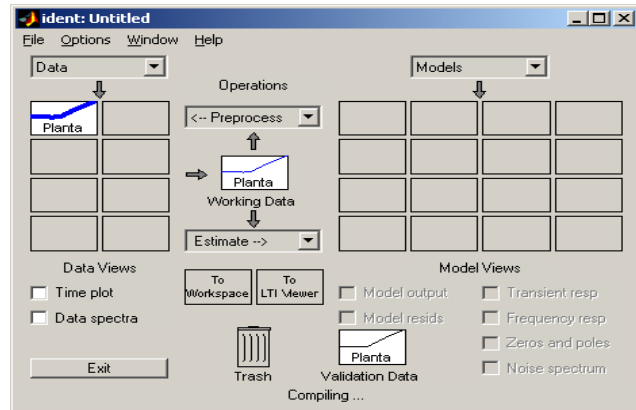 ident: Untitled
File Options Window Help
Data
Models
Operations
<-- Preprocess
Planta
Planta
Working Data
Estimate -->
Data Views
Model Views
Time plot
Data spectra
To Workspace
To LTI Viewer
Model output
Transient resp
Model resids
Frequency resp
Zeros and poles
Noise spectrum
Planta
Exit
Trash
Validation Data
Compiling ...